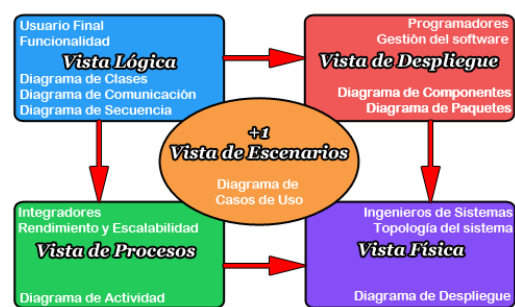 Usuario Final
Funcionalidad
Vista Lógica
Diagrama de Clases
Diagrama de Comunicación
Diagrama de Secuencia
Programadores
Gestión del software
Vista de Despliegue
Diagrama de Componentes
Diagrama de Paquetes
+1
Vista de Escenarios
Diagrama de
Casos de Uso
Integradores
Rendimiento y Escalabilidad
Vista de Procesos
Diagrama de Actividad
Ingenieros de Sistemas
Topología del sistema
Vista Física
Diagrama de Despliegue